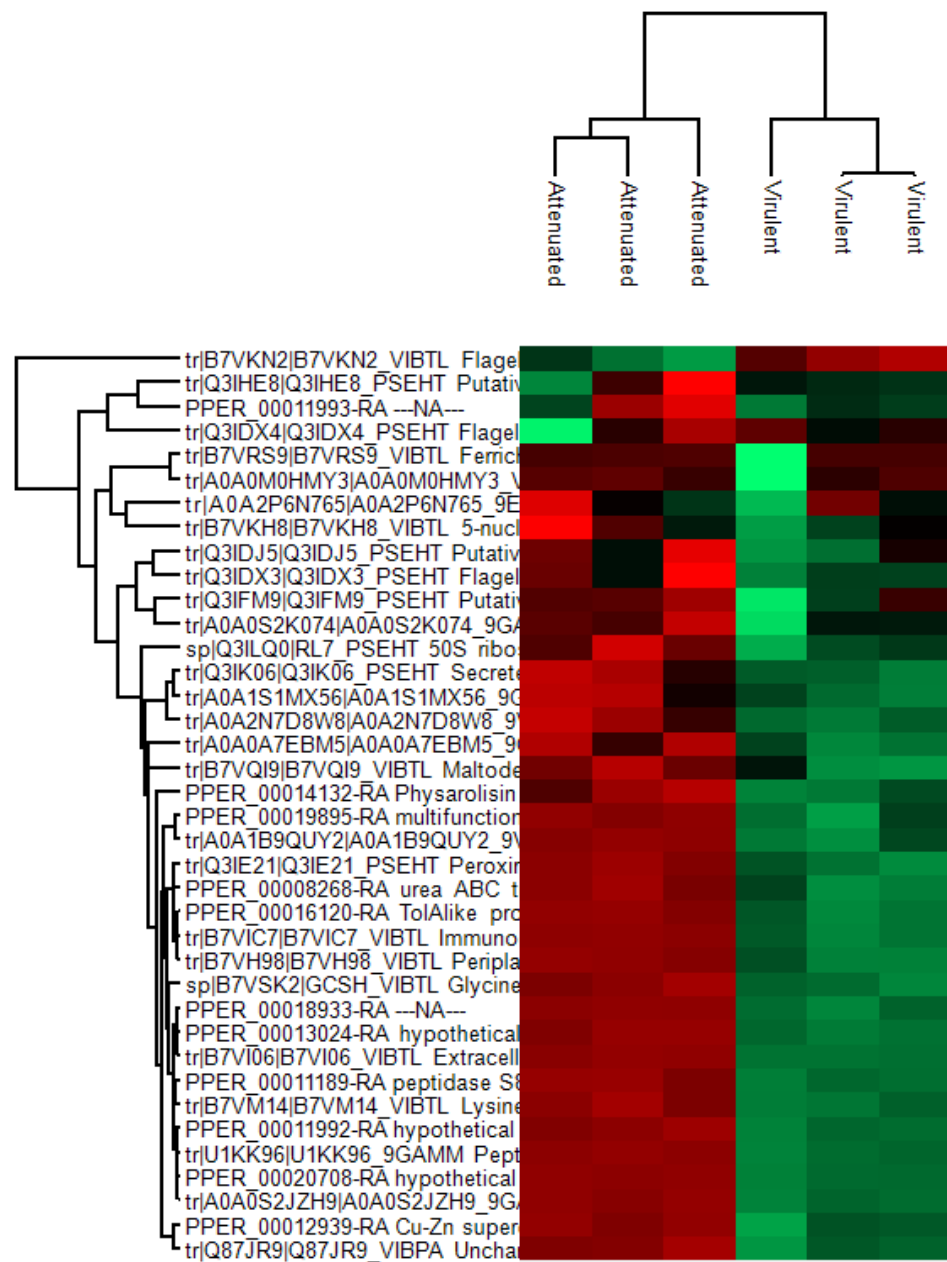 Attenuated
Attenuated
Attenuated
Virulent
Virulent
Virulent
tr|B7VKN2|B7VKN2_VIBTL Flagel
tr|Q3IHE8|Q3IHE8_PSEHT Putativ
PPER_00011993-RA ---NA---
tr|Q3IDX4|Q3IDX4_PSEHT Flagel
tr|B7VRS9|B7VRS9_VIBTL Ferrich
tr|A0A0M0HMY3|A0A0M0HMY3_V
tr|A0A2P6N765|A0A2P6N765_9E
tr|B7VKH8|B7VKH8_VIBTL 5-nucl
tr|Q3IDJ5|Q3IDJ5_PSEHT Putativ
tr|Q3IDX3|Q3IDX3_PSEHT Flagel
tr|Q3IFM9|Q3IFM9_PSEHT Putativ
tr|A0A0S2K074|A0A0S2K074_9GA
sp|Q3ILQ0|RL7_PSEHT 50S ribos
tr|Q3IK06|Q3IK06_PSEHT Secrete
tr|A0A1S1MX56|A0A1S1MX56_9G
tr|A0A2N7D8W8|A0A2N7D8W8_9V
tr|A0A0A7EBM5|A0A0A7EBM5_9G
tr|B7VQI9|B7VQI9_VIBTL Maltode
PPER_00014132-RA Physarolisin
PPER_00019895-RA multifunction
tr|A0A1B9QUY2|A0A1B9QUY2_9V
tr|Q3IE21|Q3IE21_PSEHT Peroxir
PPER_00008268-RA urea ABC t
PPER_00016120-RA TolAlike pro
tr|B7VIC7|B7VIC7_VIBTL Immuno
tr|B7VH98|B7VH98_VIBTL Peripla
sp|B7VSK2|GCSH_VIBTL Glycine
PPER_00018933-RA ---NA---
PPER_00013024-RA hypothetical
tr|B7VI06|B7VI06_VIBTL Extracell
PPER_00011189-RA peptidase S8
tr|B7VM14|B7VM14_VIBTL Lysine
PPER_00011992-RA hypothetical
tr|U1KK96|U1KK96_9GAMM Pept
PPER_00020708-RA hypothetical
tr|A0A0S2JZH9|A0A0S2JZH9_9GA
PPER_00012939-RA Cu-Zn super
tr|Q87JR9|Q87JR9_VIBPA Unchar